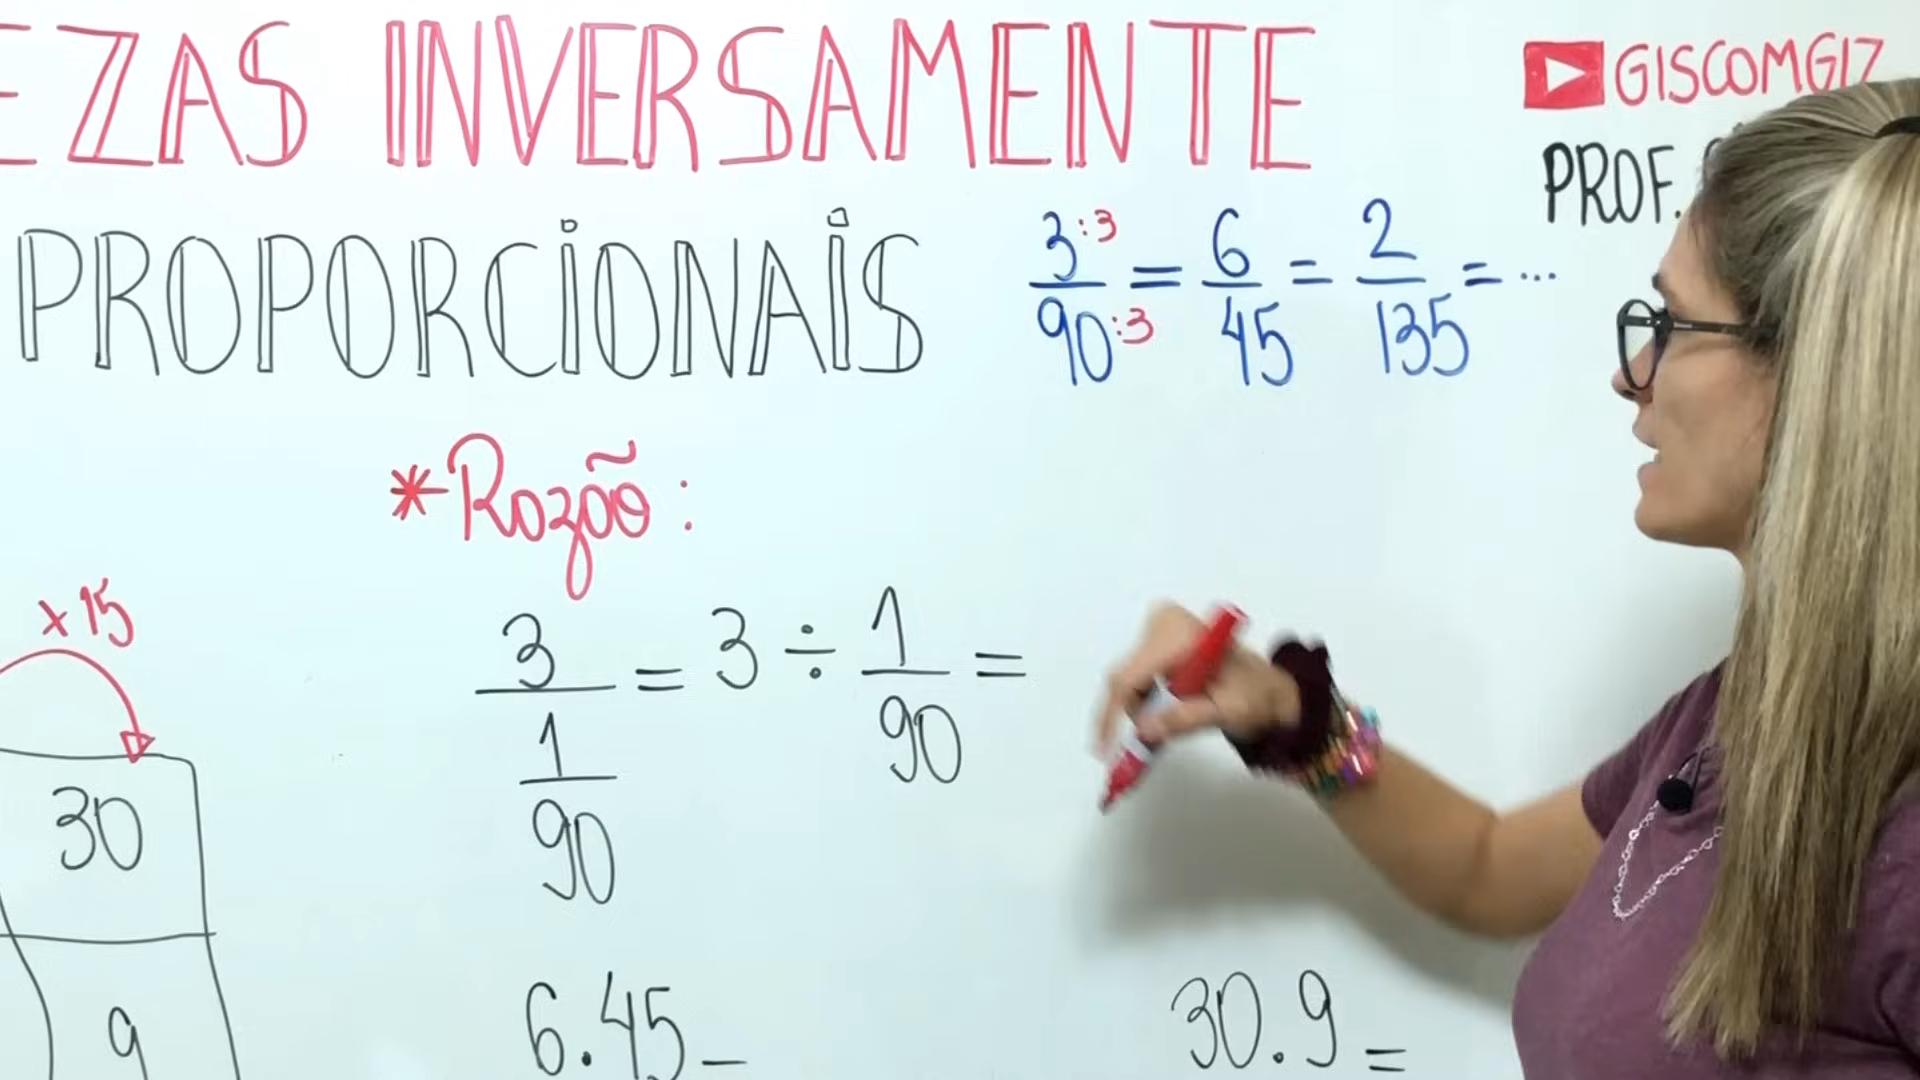 EZAS INVERSAMENTE
PROPORCIONAIS
GISCOMGIZ
PROF.
3:3/90:3 = 6/45 = 2/135 = ...
*Razão:
x15
3/(1/90) = 3 ÷ 1/90 =
30
9
6.45 =
30.9 =